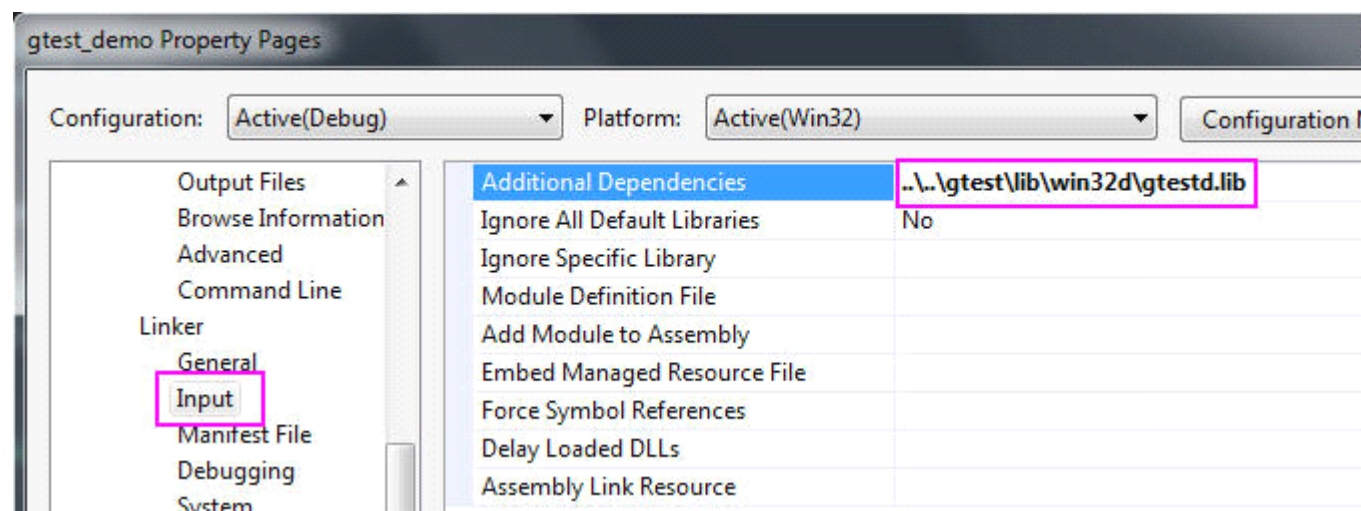 gtest_demo Property Pages
Configuration: Active(Debug) Platform: Active(Win32) Configuration
Output Files
Browse Information
Advanced
Command Line
Linker
General
Input
Manifest File
Debugging
System
Additional Dependencies ..\..\gtest\lib\win32d\gtestd.lib
Ignore All Default Libraries No
Ignore Specific Library
Module Definition File
Add Module to Assembly
Embed Managed Resource File
Force Symbol References
Delay Loaded DLLs
Assembly Link Resource